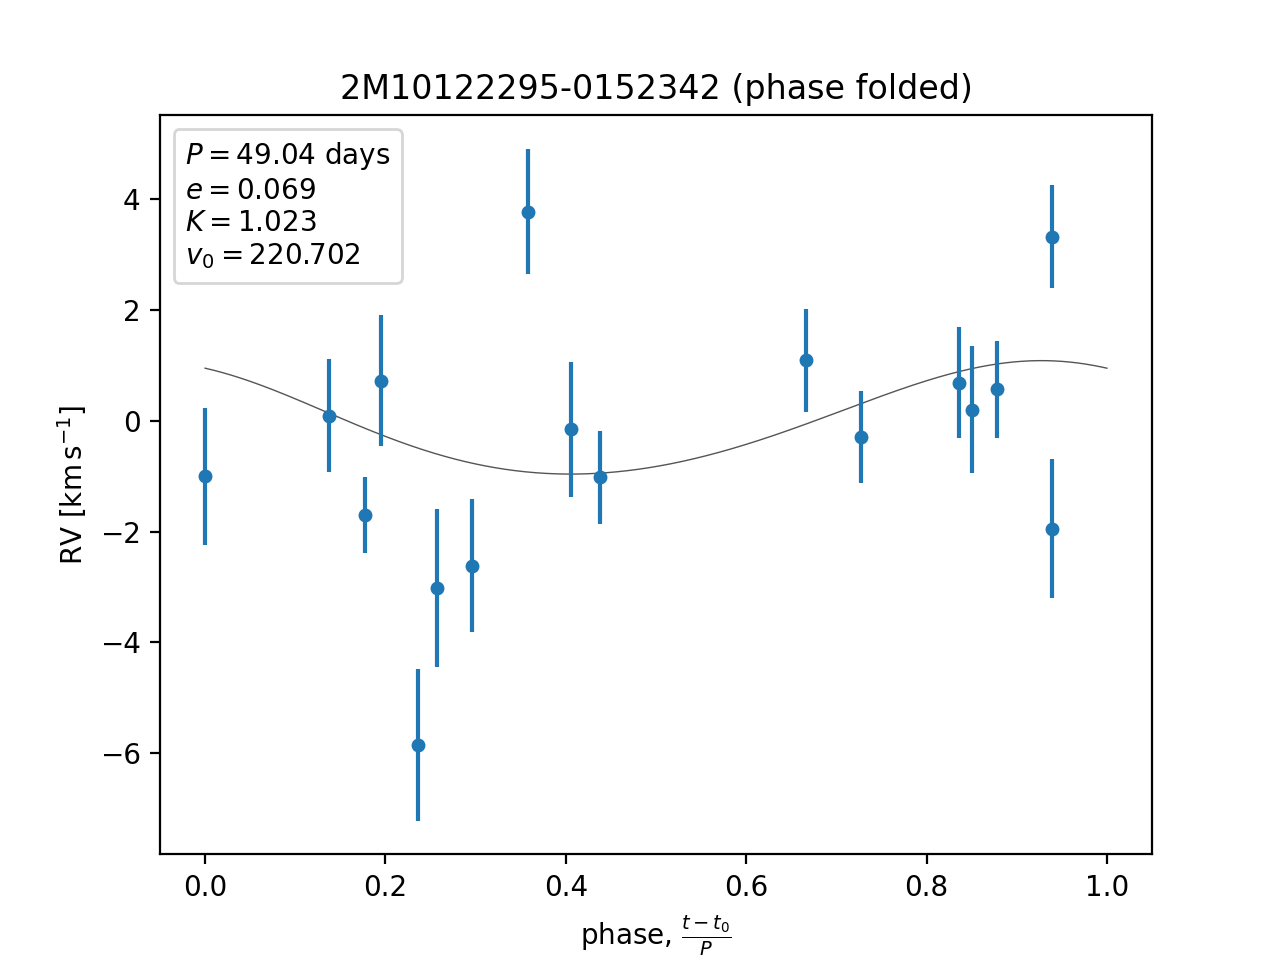 2M10122295-0152342 (phase folded)
P = 49.04 days
e = 0.069
K = 1.023
v₀ = 220.702
4
2
0
−2
−4
−6
RV [km s⁻¹]
0.0 0.2 0.4 0.6 0.8 1.0
phase, (t − t₀)/P